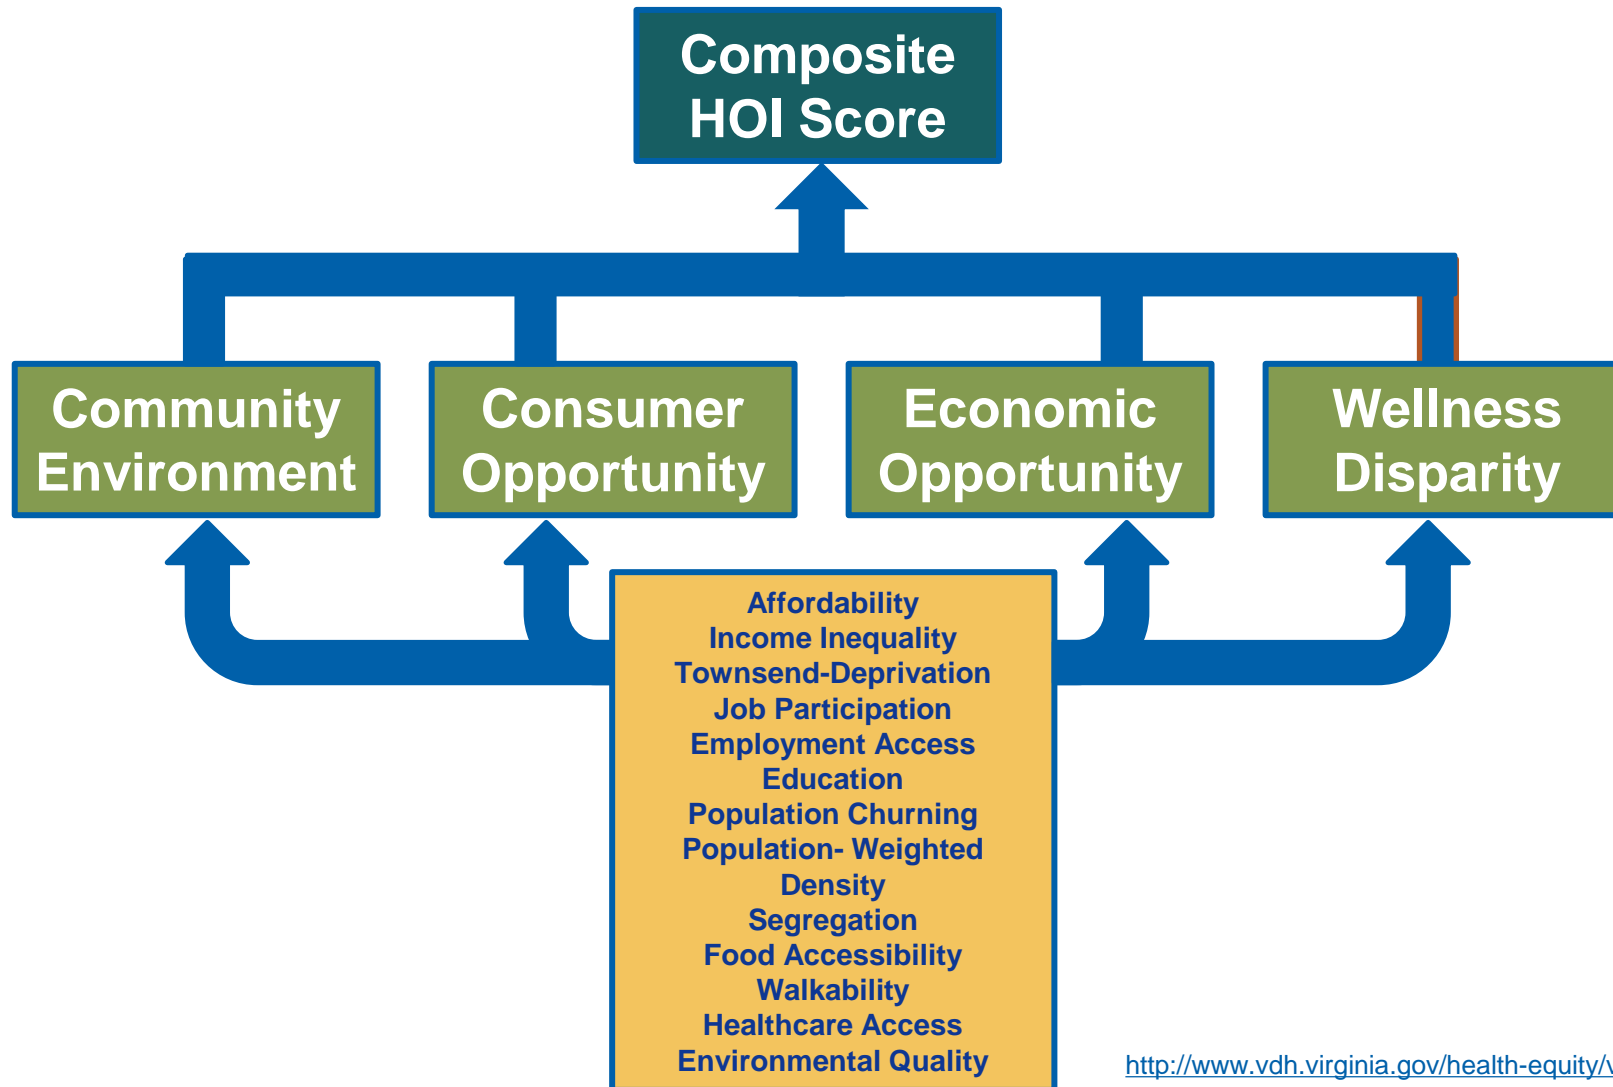 Composite
HOI Score
Community
Environment
Consumer
Opportunity
Economic
Opportunity
Wellness
Disparity
Affordability
Income Inequality
Townsend-Deprivation
Job Participation
Employment Access
Education
Population Churning
Population- Weighted
Density
Segregation
Food Accessibility
Walkability
Healthcare Access
Environmental Quality
http://www.vdh.virginia.gov/health-equity/v